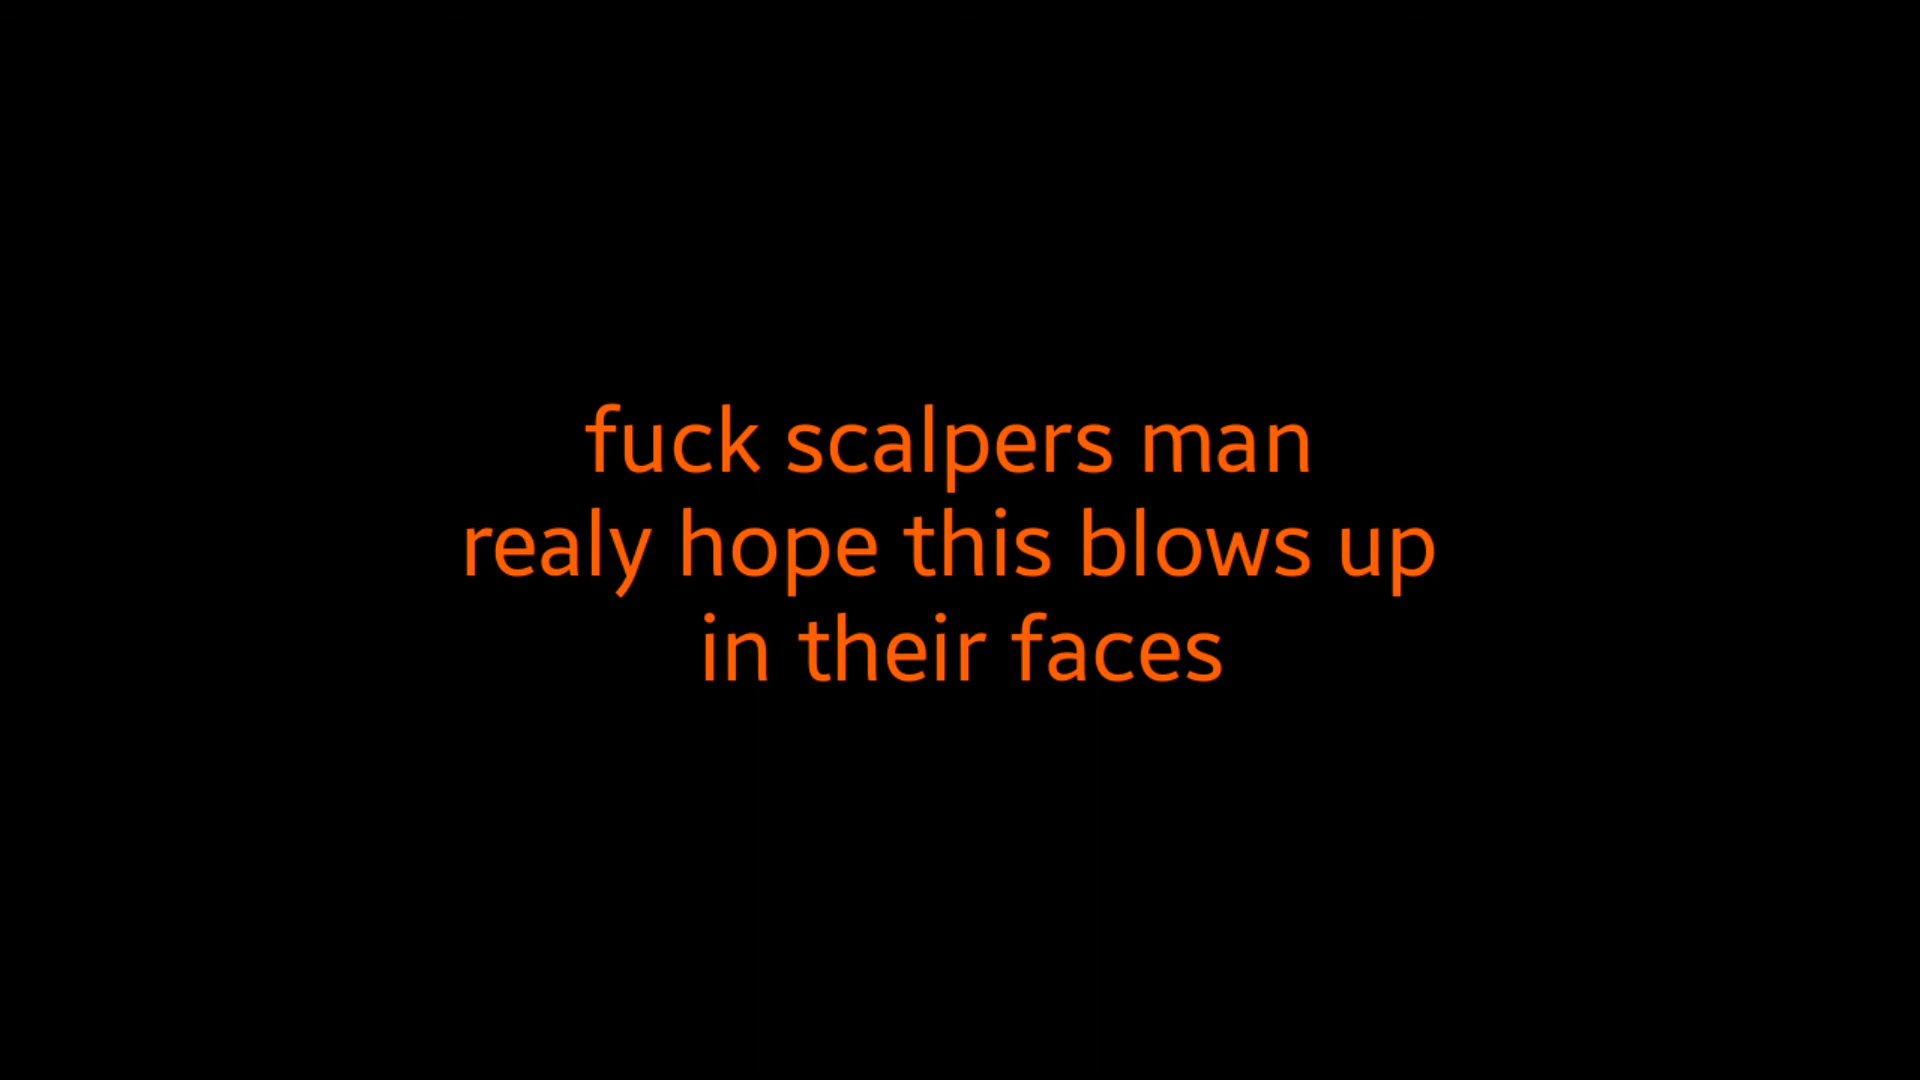 fuck scalpers man
realy hope this blows up
in their faces